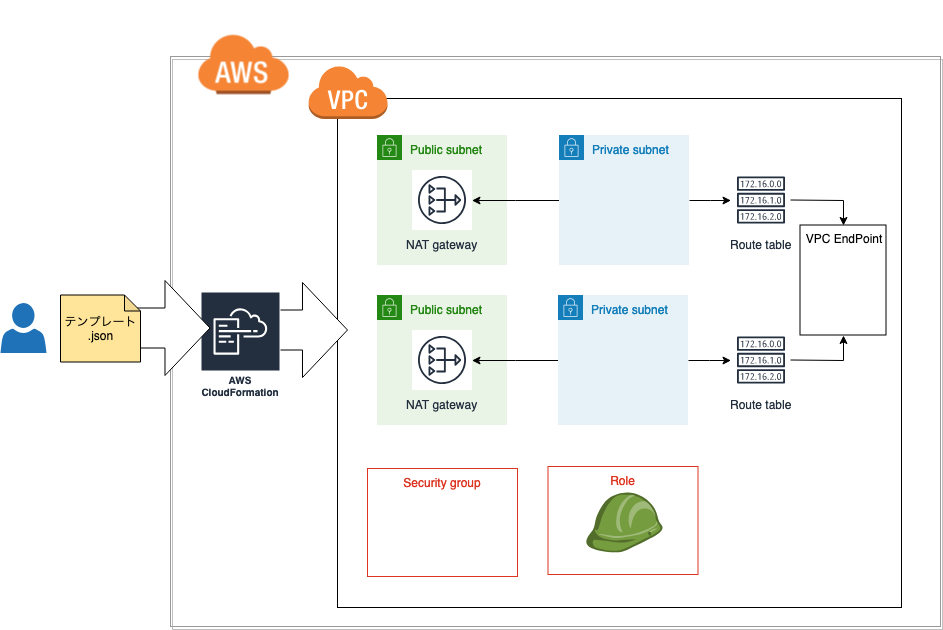 AWS
VPC
Public subnet
Private subnet
172.16.0.0
172.16.1.0
172.16.2.0
NAT gateway
Route table
VPC EndPoint
Public subnet
Private subnet
テンプレート
.json
172.16.0.0
172.16.1.0
172.16.2.0
AWS
CloudFormation
NAT gateway
Route table
Security group
Role